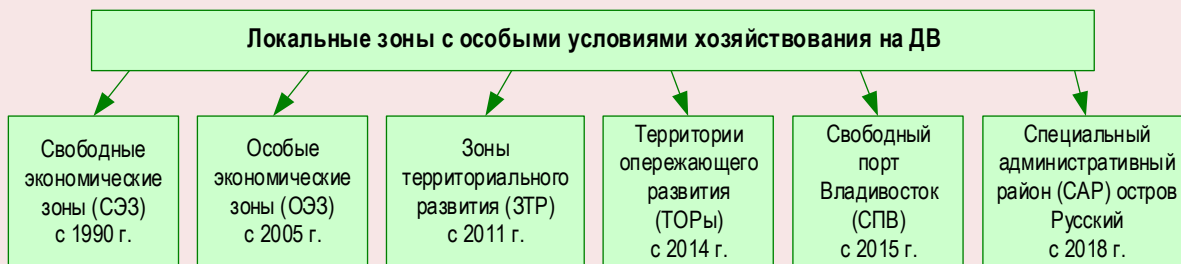 Локальные зоны с особыми условиями хозяйствования на ДВ
Свободные
экономические
зоны (СЭЗ)
с 1990 г.
Особые
экономические
зоны (ОЭЗ)
с 2005 г.
Зоны
территориального
развития (ЗТР)
с 2011 г.
Территории
опережающего
развития
(ТОРы)
с 2014 г.
Свободный
порт
Владивосток
(СПВ)
с 2015 г.
Специальный
административный
район (САР) остров
Русский
с 2018 г.